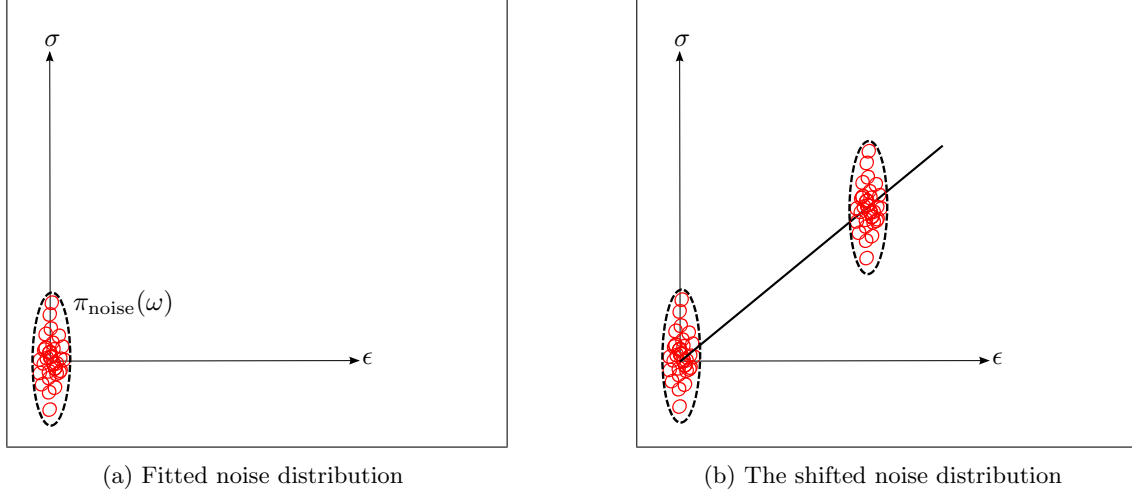 σ
π_noise(ω)
ϵ
(a) Fitted noise distribution
σ
ϵ
(b) The shifted noise distribution